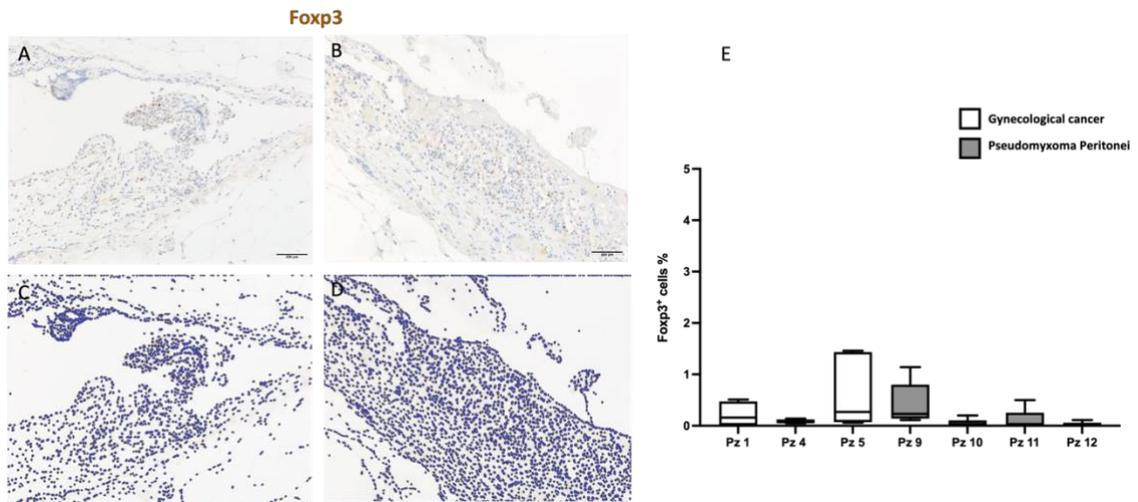 Foxp3
A
B
C
D
E
Gynecological cancer
Pseudomyxoma Peritonei
Foxp3⁺ cells %
5
4
3
2
1
0
Pz 1 Pz 4 Pz 5 Pz 9 Pz 10 Pz 11 Pz 12